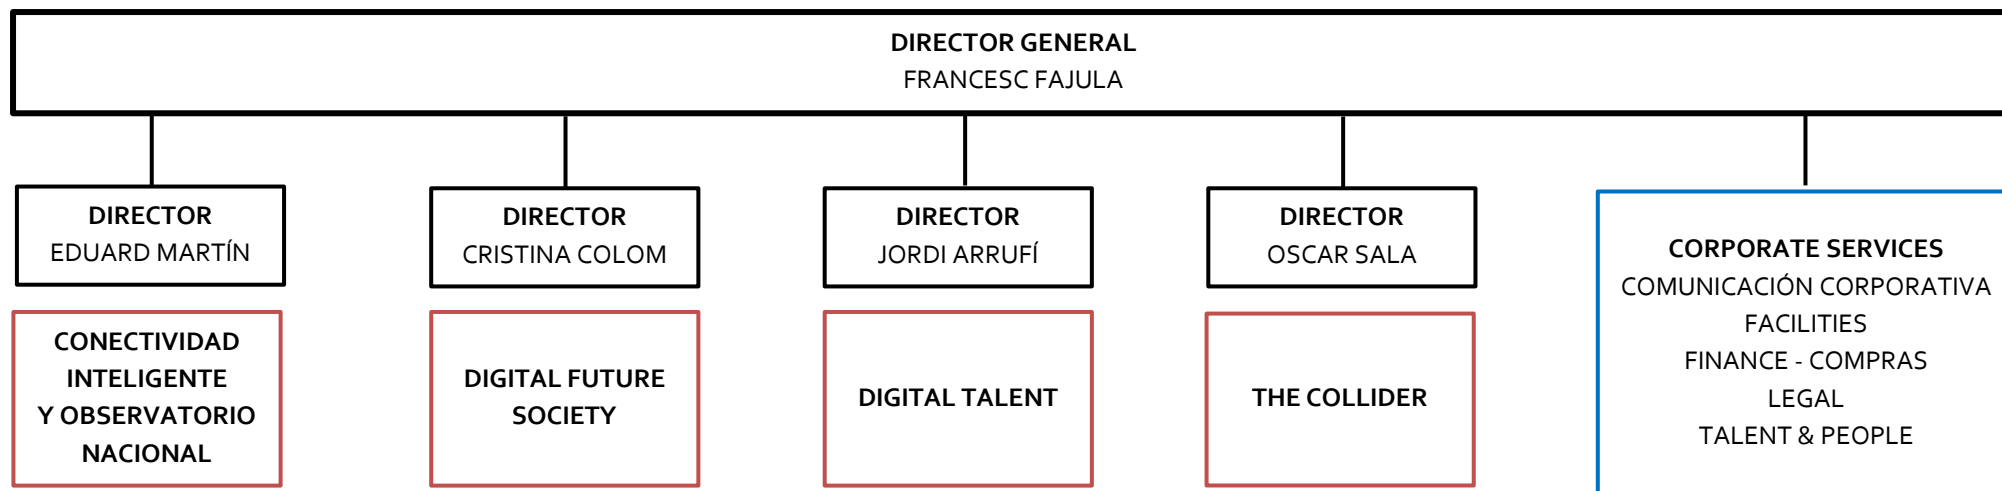 DIRECTOR GENERAL
FRANCESC FAJULA
DIRECTOR
EDUARD MARTÍN
CONECTIVIDAD
INTELIGENTE
Y OBSERVATORIO
NACIONAL
DIRECTOR
CRISTINA COLOM
DIGITAL FUTURE
SOCIETY
DIRECTOR
JORDI ARRUFÍ
DIGITAL TALENT
DIRECTOR
OSCAR SALA
THE COLLIDER
CORPORATE SERVICES
COMUNICACIÓN CORPORATIVA
FACILITIES
FINANCE - COMPRAS
LEGAL
TALENT & PEOPLE